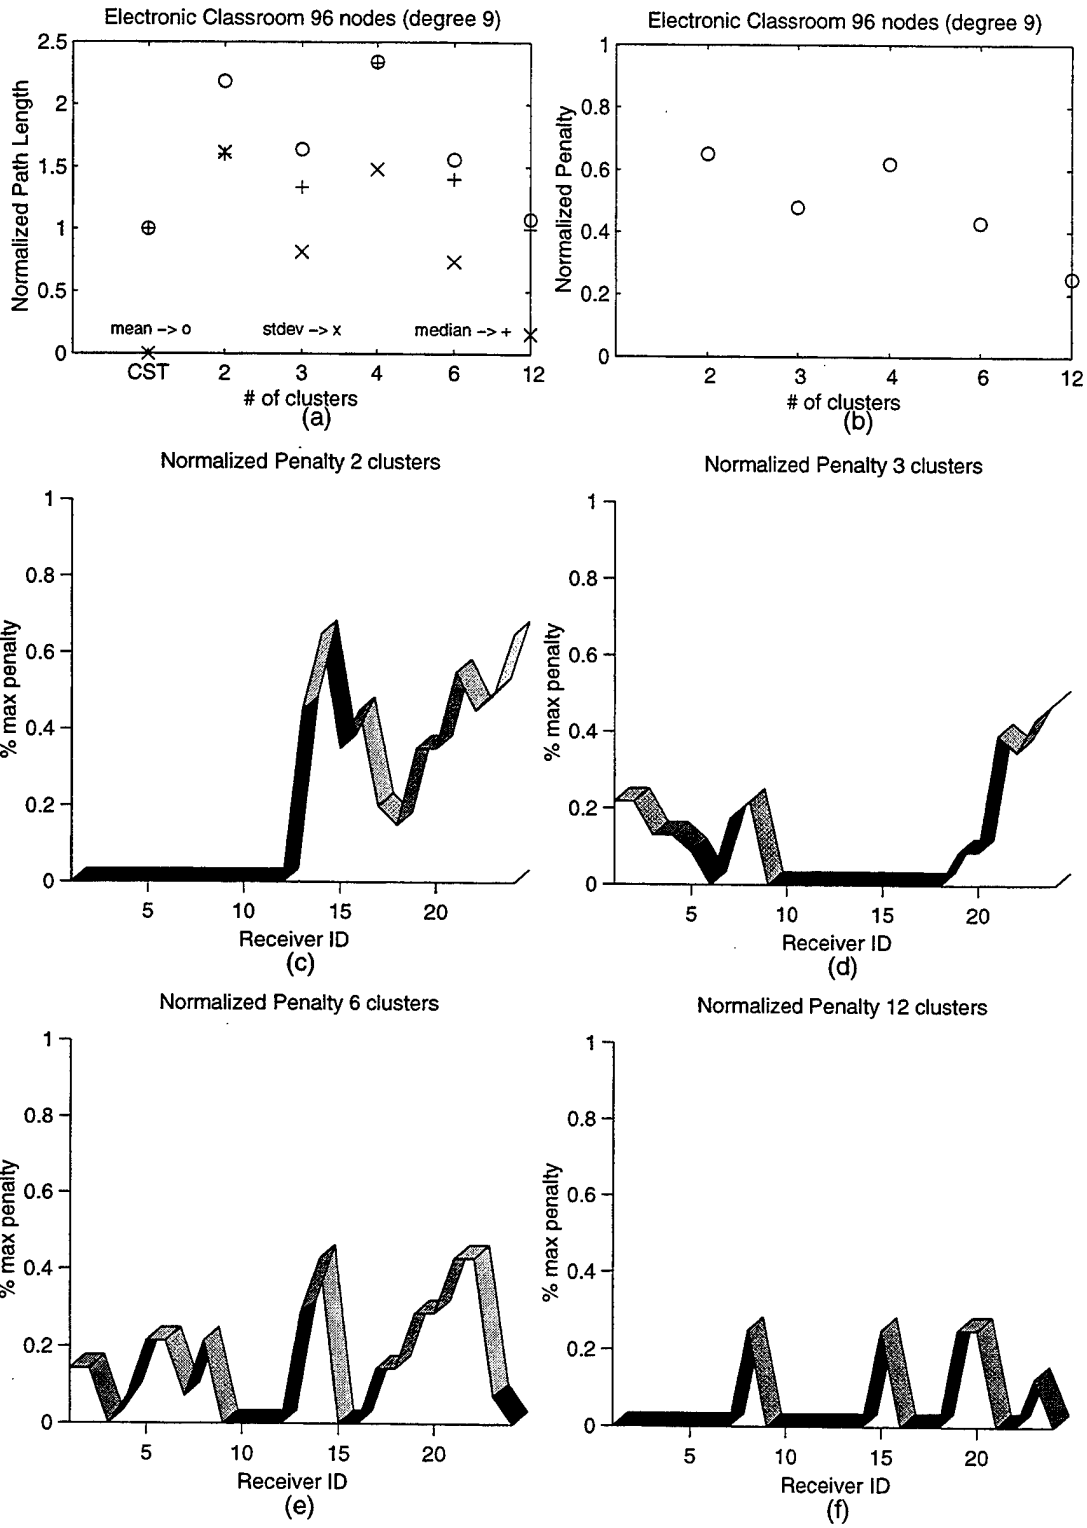 Electronic Classroom 96 nodes (degree 9)
Normalized Path Length
2.5
2
1.5
1
0.5
0
mean -> o
stdev -> x
median -> +
CST 2 3 4 6 12
# of clusters
(a)
Electronic Classroom 96 nodes (degree 9)
Normalized Penalty
1
0.8
0.6
0.4
0.2
0
2 3 4 6 12
# of clusters
(b)
Normalized Penalty 2 clusters
% max penalty
1
0.8
0.6
0.4
0.2
0
5 10 15 20
Receiver ID
(c)
Normalized Penalty 3 clusters
% max penalty
1
0.8
0.6
0.4
0.2
0
5 10 15 20
Receiver ID
(d)
Normalized Penalty 6 clusters
% max penalty
1
0.8
0.6
0.4
0.2
0
5 10 15 20
Receiver ID
(e)
Normalized Penalty 12 clusters
% max penalty
1
0.8
0.6
0.4
0.2
0
5 10 15 20
Receiver ID
(f)